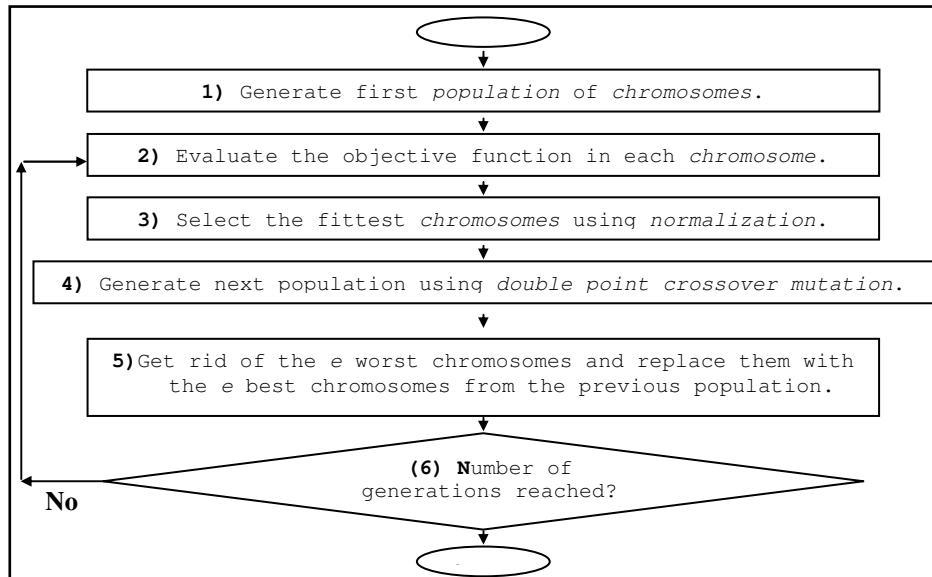 1) Generate first population of chromosomes.
2) Evaluate the objective function in each chromosome.
3) Select the fittest chromosomes using normalization.
4) Generate next population using double point crossover mutation.
5)Get rid of the e worst chromosomes and replace them with
the e best chromosomes from the previous population.
(6) Number of
generations reached?
No